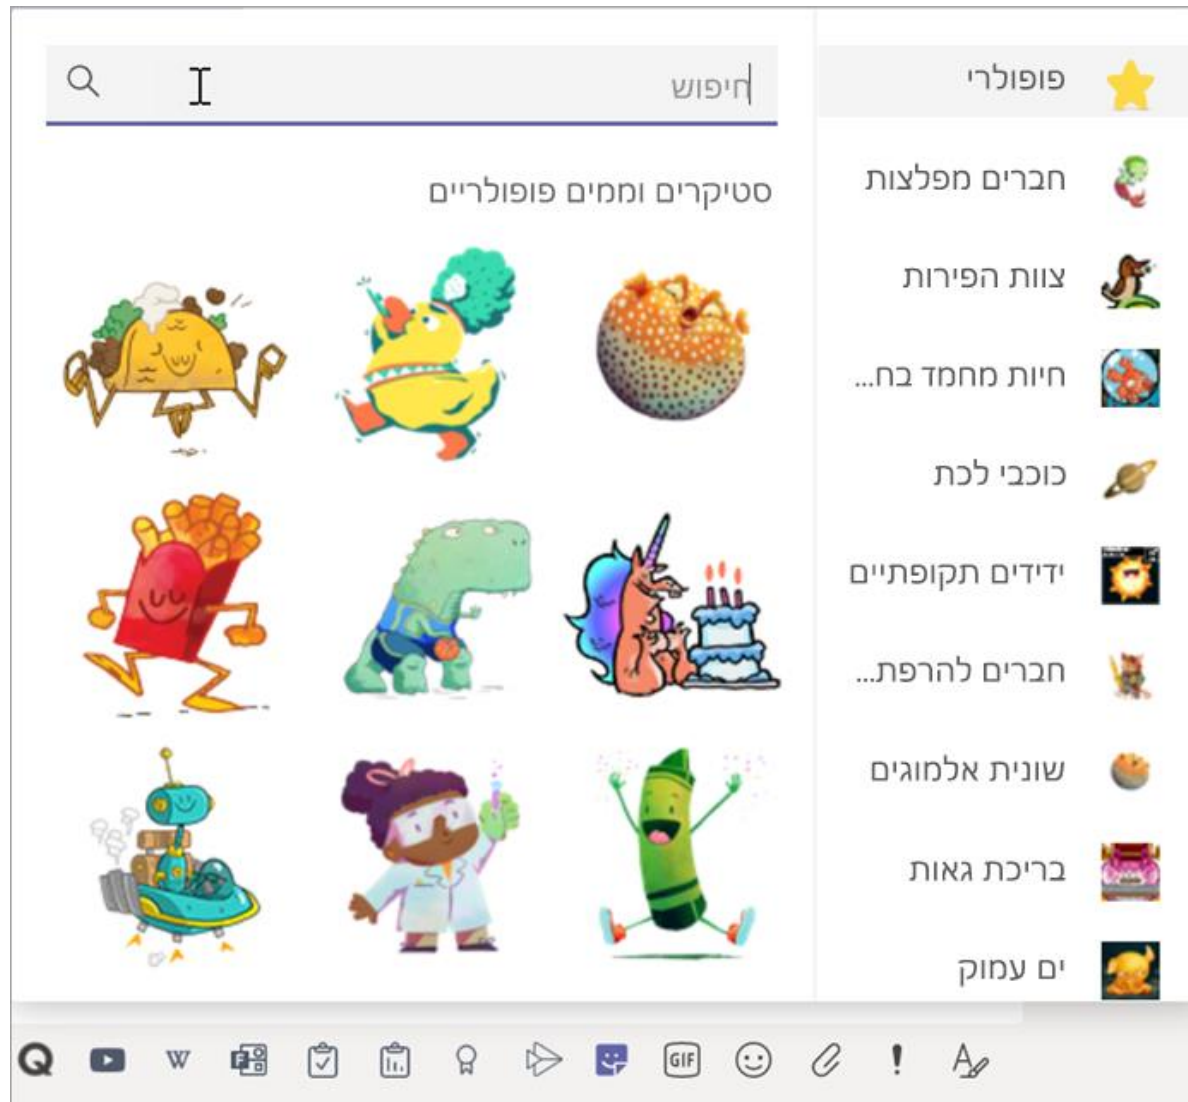 חיפוש
סטיקרים וממים פופולריים
פופולרי
חברים מפלצות
צוות הפירות
חיות מחמד בח...
כוכבי לכת
ידידים תקופתיים
חברים להרפת...
שונית אלמוגים
בריכת גאות
ים עמוק
GIF